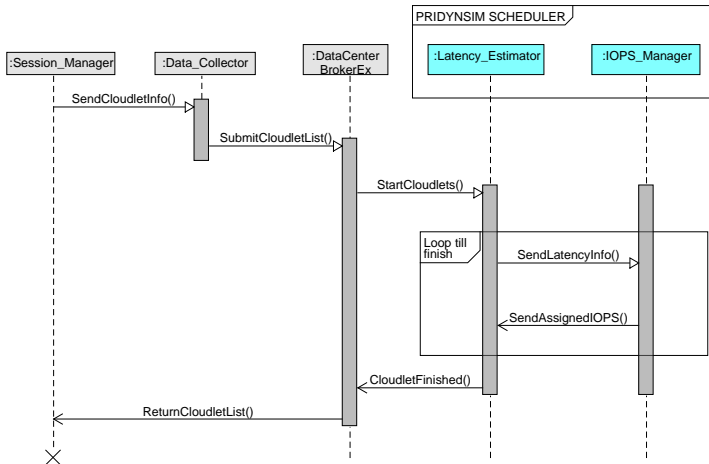 PRIDYNSIM SCHEDULER
:Session_Manager
:Data_Collector
:DataCenter
BrokerEx
:Latency_Estimator
:IOPS_Manager
SendCloudletInfo()
SubmitCloudletList()
StartCloudlets()
Loop till
finish
SendLatencyInfo()
SendAssignedIOPS()
CloudletFinished()
ReturnCloudletList()